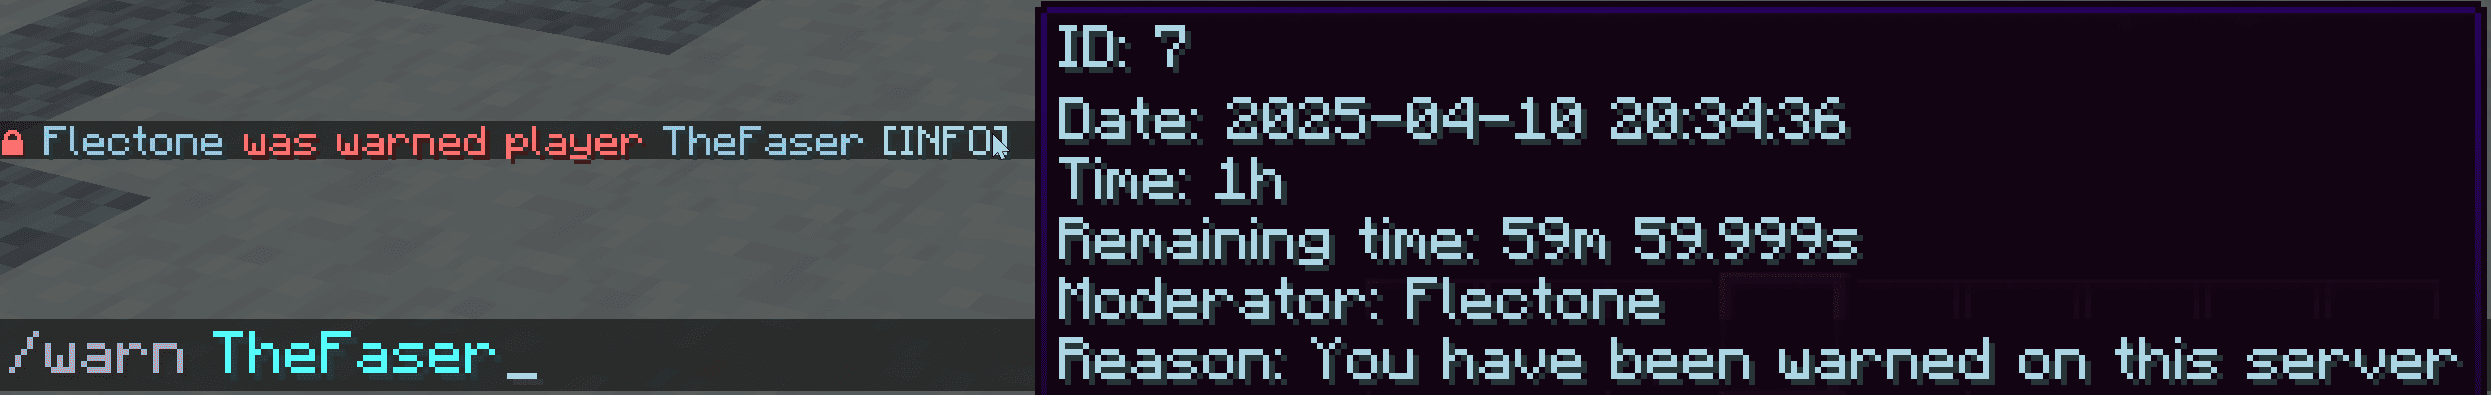 Flectone was warned player TheFaser [INFO]
/warn TheFaser_
ID: 7
Date: 2025-04-10 20:34:36
Time: 1h
Remaining time: 59m 59.999s
Moderator: Flectone
Reason: You have been warned on this server